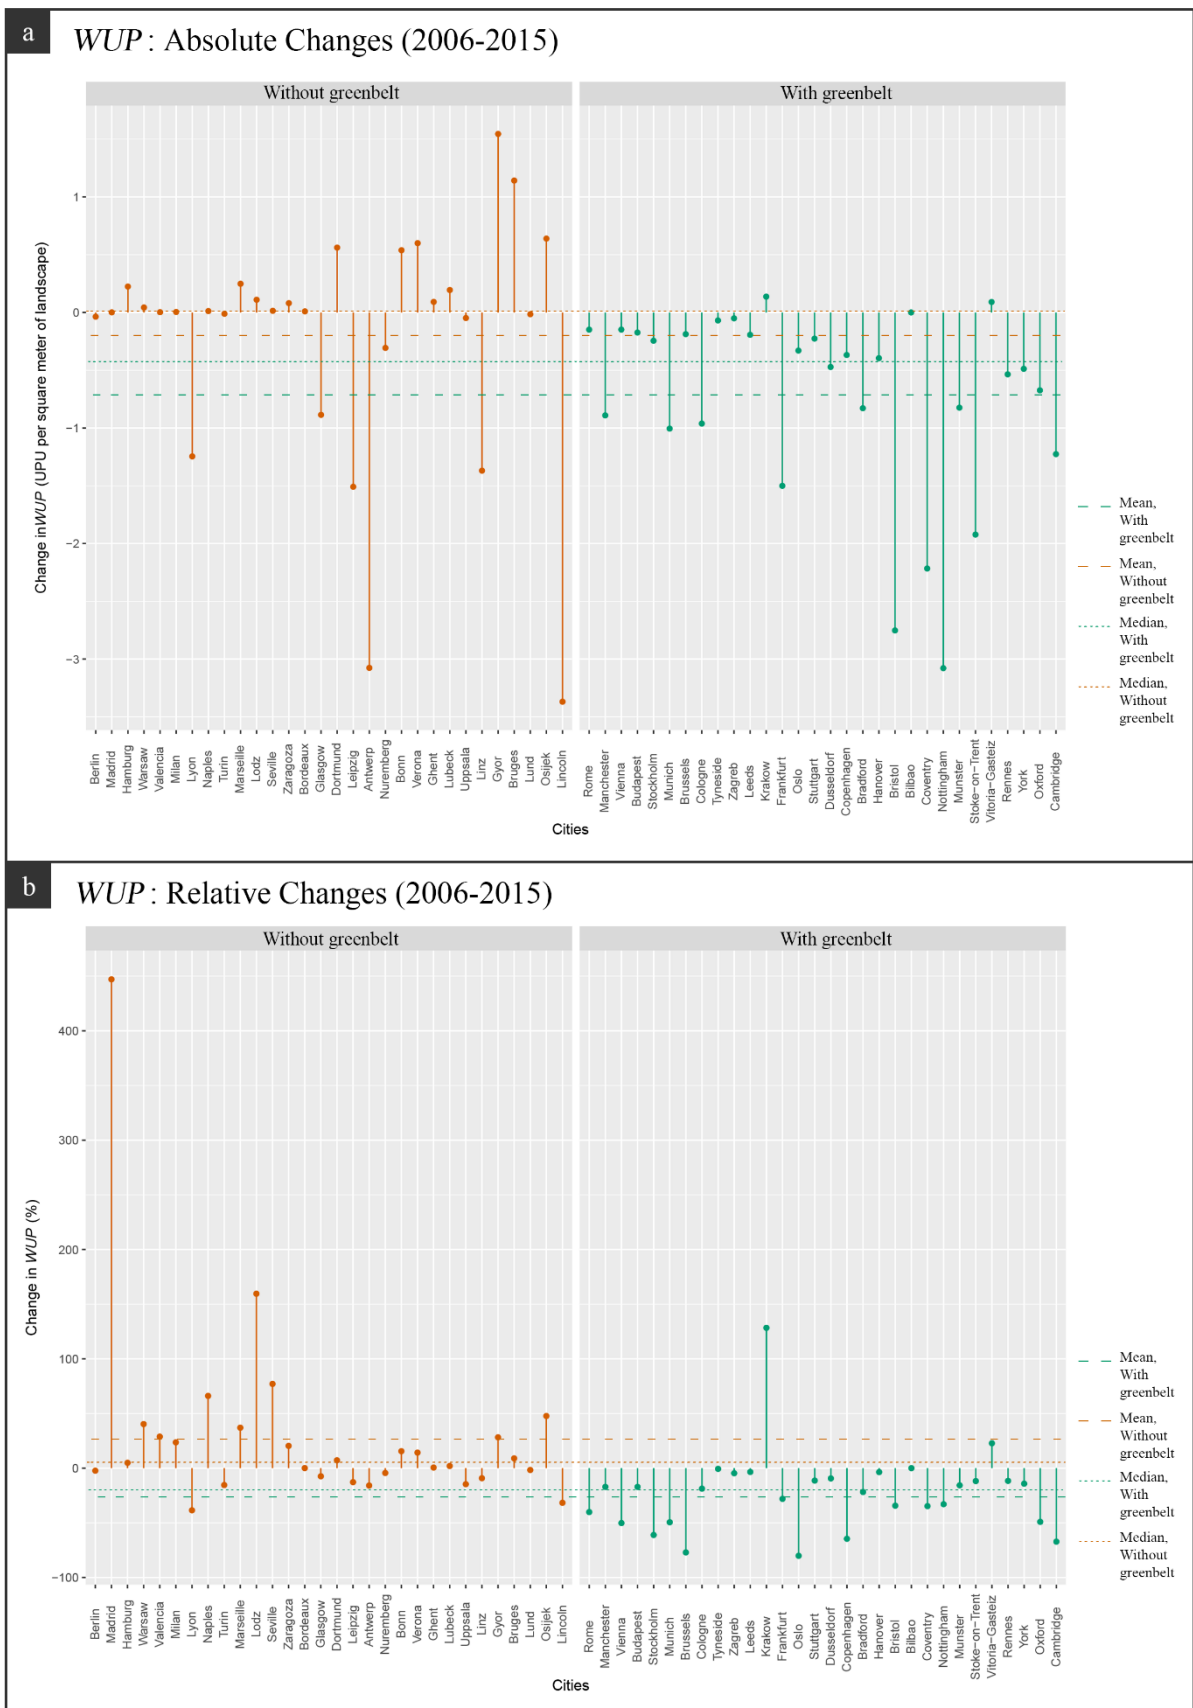 a
WUP : Absolute Changes (2006-2015)
Without greenbelt
With greenbelt
Change inWUP (UPU per square meter of landscape)
1
0
−1
−2
−3
Berlin
Madrid
Hamburg
Warsaw
Valencia
Milan
Lyon
Naples
Turin
Marseille
Lodz
Seville
Zaragoza
Bordeaux
Glasgow
Dortmund
Leipzig
Antwerp
Nuremberg
Bonn
Verona
Ghent
Lubeck
Uppsala
Linz
Gyor
Bruges
Lund
Osijek
Lincoln
Rome
Manchester
Vienna
Budapest
Stockholm
Munich
Brussels
Cologne
Tyneside
Zagreb
Leeds
Krakow
Frankfurt
Oslo
Stuttgart
Dusseldorf
Copenhagen
Bradford
Hanover
Bristol
Bilbao
Coventry
Nottingham
Munster
Stoke−on−Trent
Vitoria−Gasteiz
Rennes
York
Oxford
Cambridge
Cities
Mean,
With
greenbelt
Mean,
Without
greenbelt
Median,
With
greenbelt
Median,
Without
greenbelt
b
WUP : Relative Changes (2006-2015)
Without greenbelt
With greenbelt
Change in WUP (%)
400
300
200
100
0
−100
Berlin
Madrid
Hamburg
Warsaw
Valencia
Milan
Lyon
Naples
Turin
Marseille
Lodz
Seville
Zaragoza
Bordeaux
Glasgow
Dortmund
Leipzig
Antwerp
Nuremberg
Bonn
Verona
Ghent
Lubeck
Uppsala
Linz
Gyor
Bruges
Lund
Osijek
Lincoln
Rome
Manchester
Vienna
Budapest
Stockholm
Munich
Brussels
Cologne
Tyneside
Zagreb
Leeds
Krakow
Frankfurt
Oslo
Stuttgart
Dusseldorf
Copenhagen
Bradford
Hanover
Bristol
Bilbao
Coventry
Nottingham
Munster
Stoke−on−Trent
Vitoria−Gasteiz
Rennes
York
Oxford
Cambridge
Cities
Mean,
With
greenbelt
Mean,
Without
greenbelt
Median,
With
greenbelt
Median,
Without
greenbelt